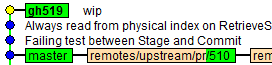 gh519 wip
Always read from physical index on RetrieveS
Failing test between Stage and Commit
master remotes/upstream/pr/510 rem